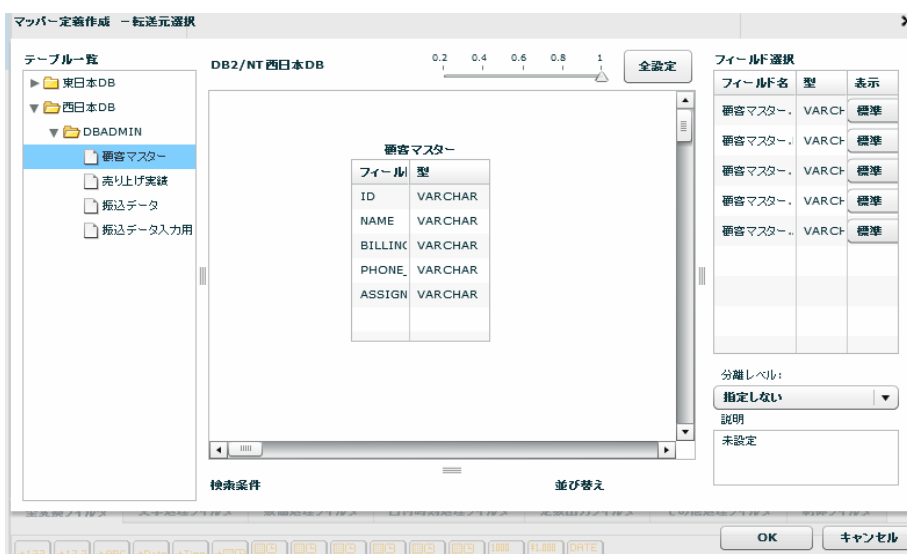 マッパー定義作成 －転送元選択
テーブル一覧
東日本DB
西日本DB
DBADMIN
顧客マスター
売り上げ実績
振込データ
振込データ入力用
DB2/NT 西日本DB
0.2 0.4 0.6 0.8 1
全設定
顧客マスター
フィール 型
ID VARCHAR
NAME VARCHAR
BILLING VARCHAR
PHONE_ VARCHAR
ASSIGN VARCHAR
検索条件 並び替え
フィールド選択
フィールド名 型 表示
顧客マスター. VARCH 標準
顧客マスター. VARCH 標準
顧客マスター. VARCH 標準
顧客マスター. VARCH 標準
顧客マスター.. VARCH 標準
分離レベル:
指定しない
説明
未設定
OK キャンセル